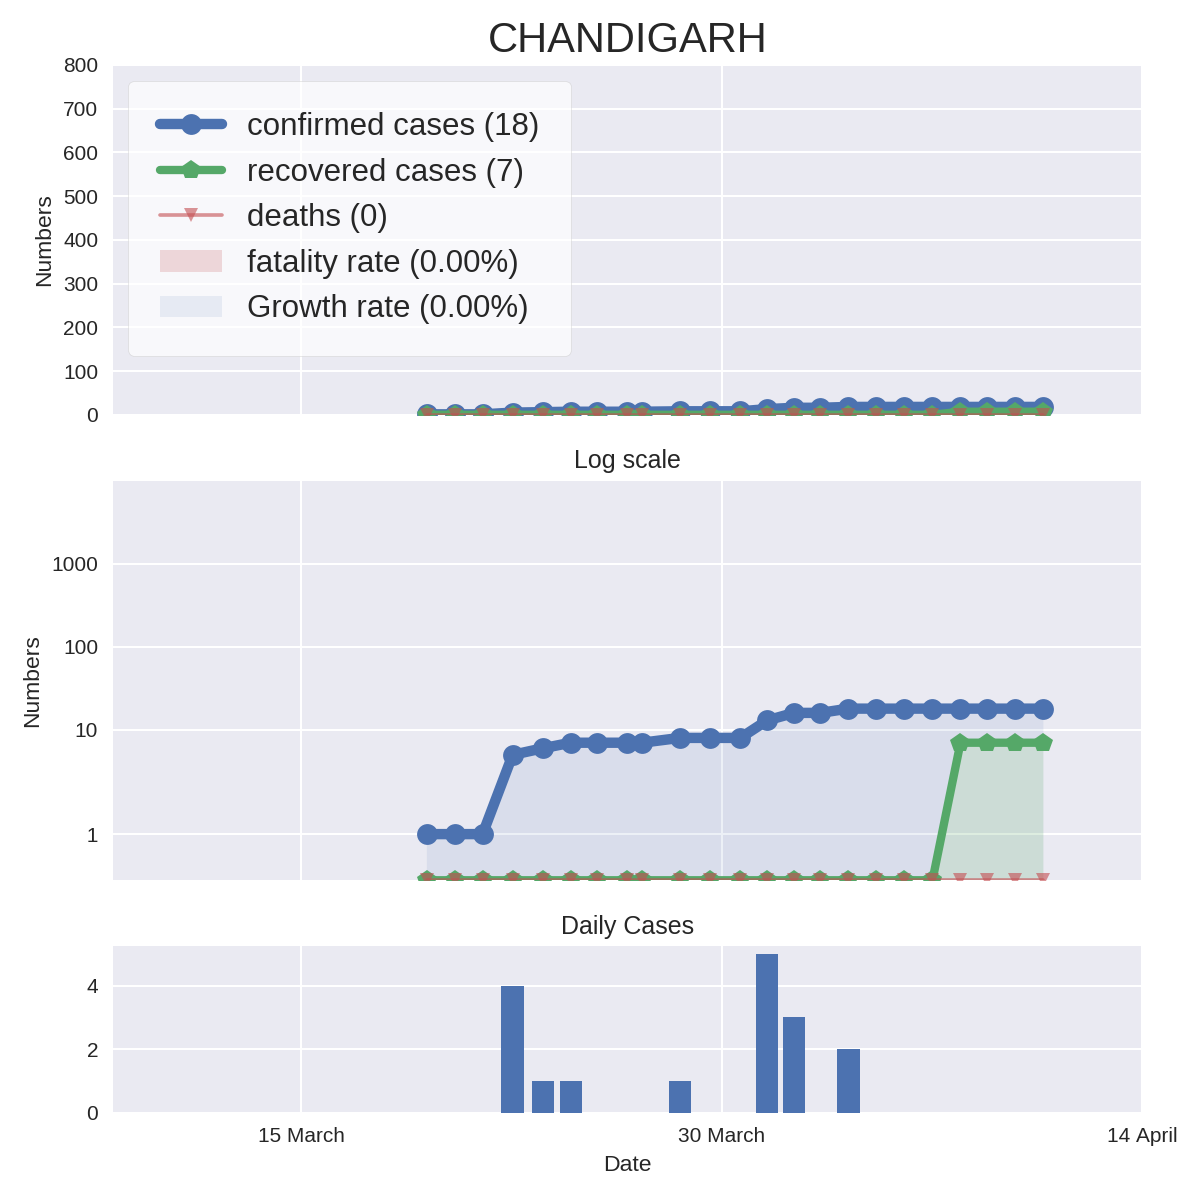 CHANDIGARH
800
700
600
500
400
300
200
100
0
Numbers
confirmed cases (18)
recovered cases (7)
deaths (0)
fatality rate (0.00%)
Growth rate (0.00%)
Log scale
1000
100
10
1
Numbers
Daily Cases
4
2
0
15 March
30 March
14 April
Date